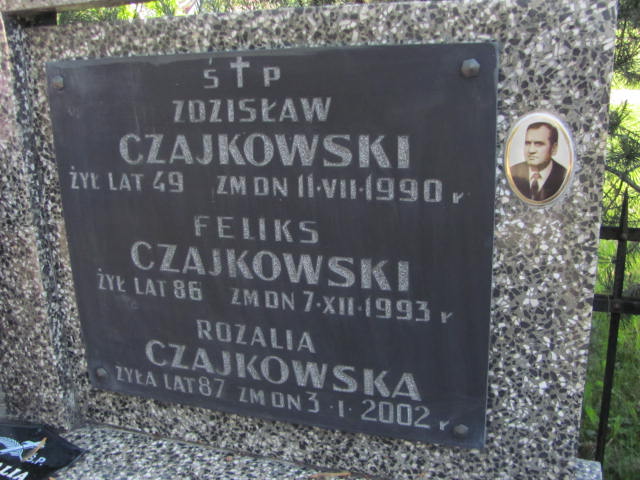 Ś † P
ZDZISŁAW
CZAJKOWSKI
ŻYŁ LAT 49 ZM DN 11·VII·1990 r
FELIKS
CZAJKOWSKI
ŻYŁ LAT 86 ZM DN 7·XII·1993 r
ROZALIA
CZAJKOWSKA
ŻYŁA LAT 87 ZM DN 3·I·2002 r
Ś.P.